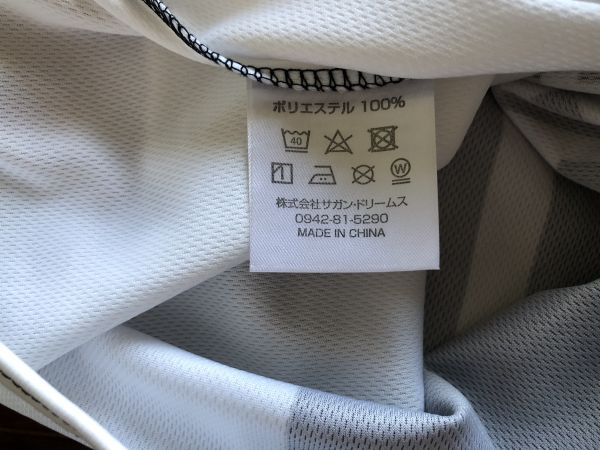 ポリエステル 100%
40
W
株式会社サガン・ドリームス
0942-81-5290
MADE IN CHINA